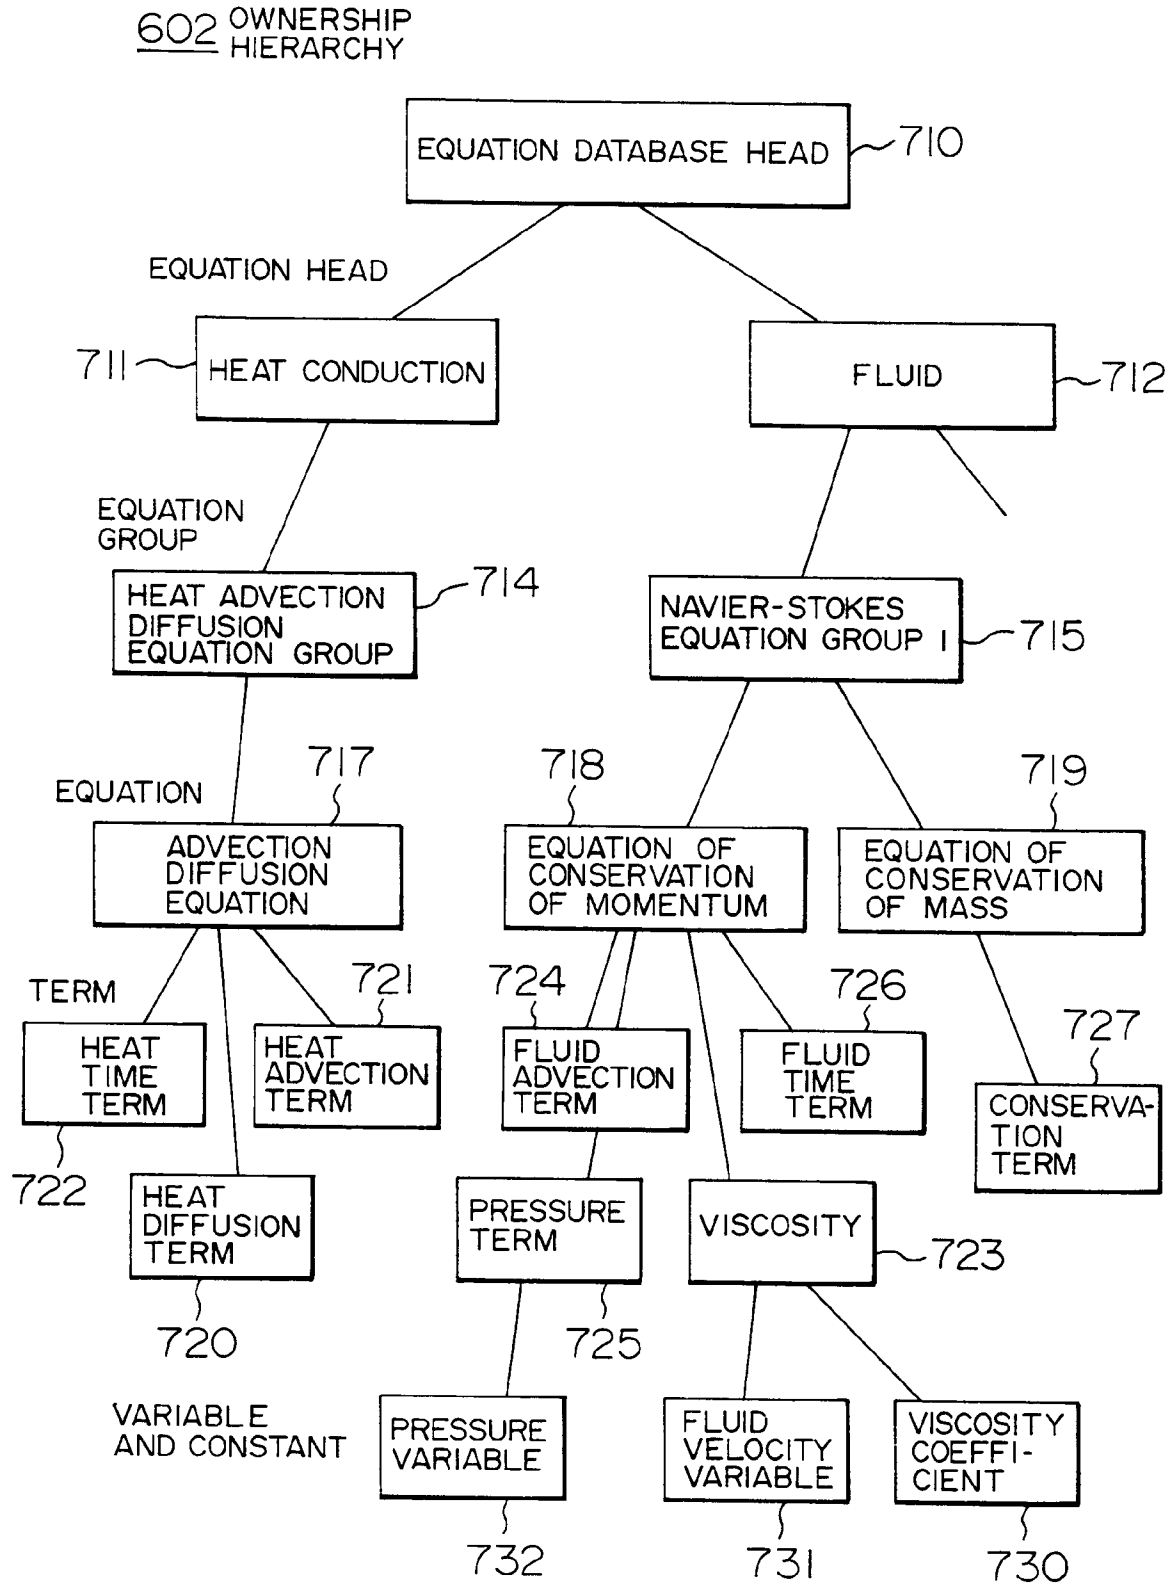 602 OWNERSHIP
HIERARCHY
EQUATION DATABASE HEAD
710
EQUATION HEAD
711
HEAT CONDUCTION
FLUID
712
EQUATION
GROUP
HEAT ADVECTION
DIFFUSION
EQUATION GROUP
714
NAVIER-STOKES
EQUATION GROUP 1
715
EQUATION
717
ADVECTION
DIFFUSION
EQUATION
718
EQUATION OF
CONSERVATION
OF MOMENTUM
719
EQUATION OF
CONSERVATION
OF MASS
TERM
HEAT
TIME
TERM
722
721
HEAT
ADVECTION
TERM
724
FLUID
ADVECTION
TERM
726
FLUID
TIME
TERM
727
CONSERVA-
TION
TERM
HEAT
DIFFUSION
TERM
720
PRESSURE
TERM
725
VISCOSITY
723
VARIABLE
AND CONSTANT
PRESSURE
VARIABLE
732
FLUID
VELOCITY
VARIABLE
731
VISCOSITY
COEFFI-
CIENT
730